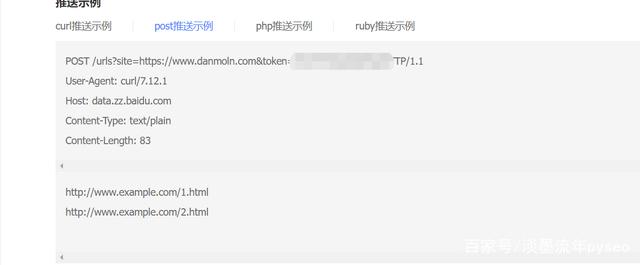 推送示例
curl推送示例 post推送示例 php推送示例 ruby推送示例
POST /urls?site=https://www.danmoln.com&token= TP/1.1
User-Agent: curl/7.12.1
Host: data.zz.baidu.com
Content-Type: text/plain
Content-Length: 83
http://www.example.com/1.html
http://www.example.com/2.html
百家号/淡墨流年pyseo